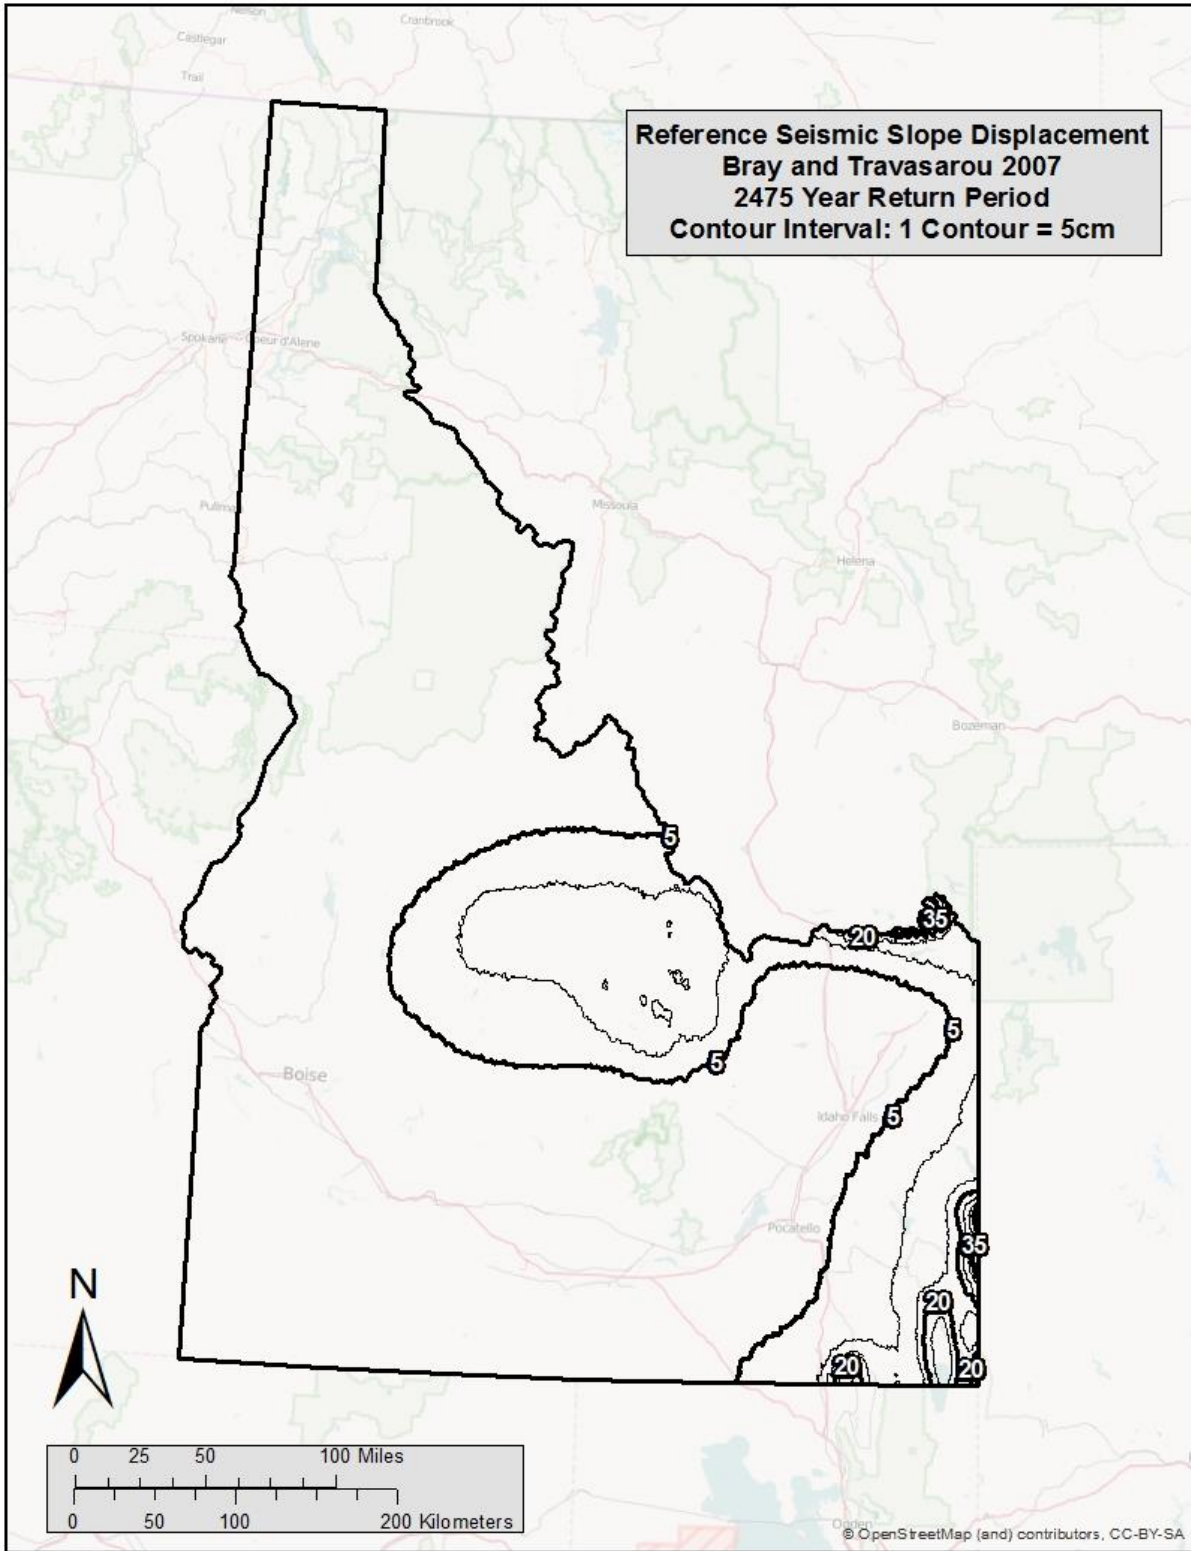 Nelson
Cranbrook
Castlegar
Trail
Reference Seismic Slope Displacement
Bray and Travasarou 2007
2475 Year Return Period
Contour Interval: 1 Contour = 5cm
Spokane
Coeur d'Alene
Missoula
Helena
Bozeman
5
35
20
5
5
Boise
Idaho Falls
5
Pocatello
35
20
20
20
N
0 25 50 100 Miles
0 50 100 200 Kilometers
Ogden
© OpenStreetMap (and) contributors, CC-BY-SA